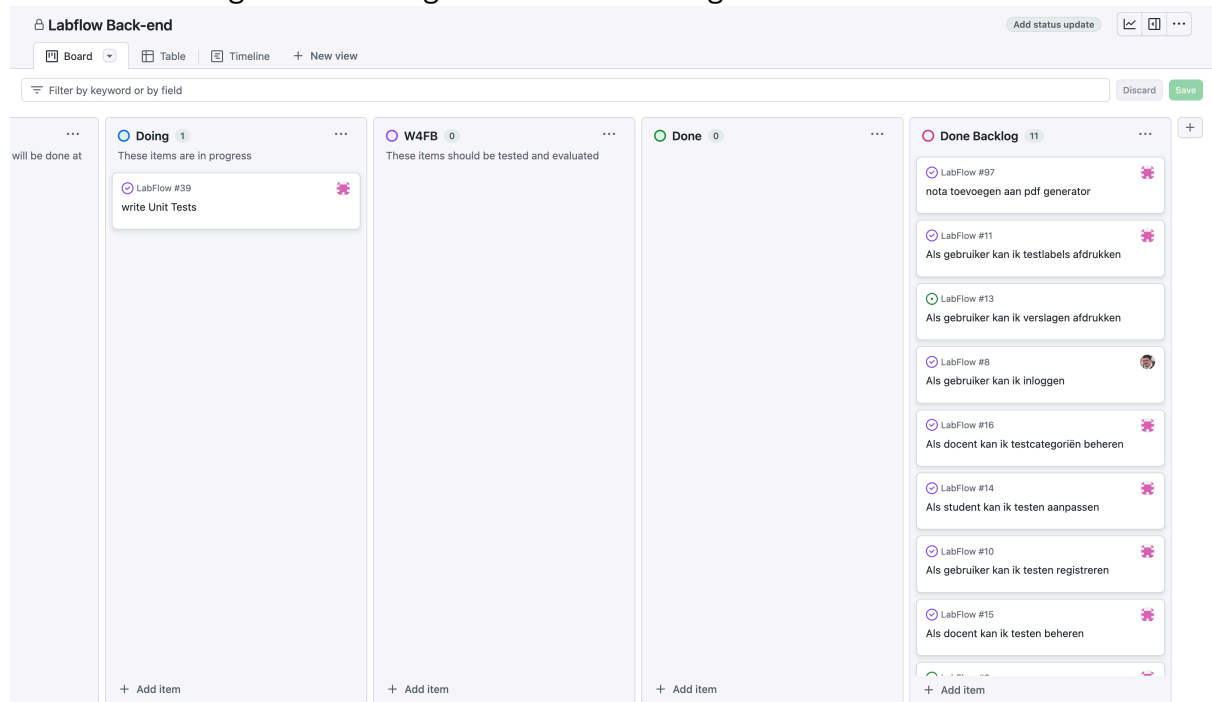 Labflow Back-end
Add status update
Board
Table
Timeline
+ New view
Filter by keyword or by field
Discard
Save
will be done at
Doing 1
These items are in progress
LabFlow #39
write Unit Tests
+ Add item
W4FB 0
These items should be tested and evaluated
+ Add item
Done 0
+ Add item
Done Backlog 11
LabFlow #97
nota toevoegen aan pdf generator
LabFlow #11
Als gebruiker kan ik testlabels afdrukken
LabFlow #13
Als gebruiker kan ik verslagen afdrukken
LabFlow #8
Als gebruiker kan ik inloggen
LabFlow #16
Als docent kan ik testcategoriën beheren
LabFlow #14
Als student kan ik testen aanpassen
LabFlow #10
Als gebruiker kan ik testen registreren
LabFlow #15
Als docent kan ik testen beheren
+ Add item